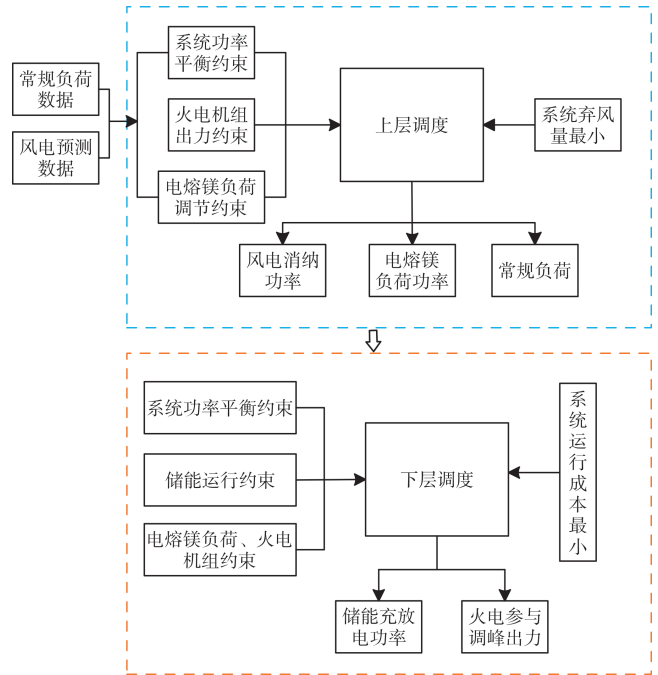 常规负荷
数据
风电预测
数据
系统功率
平衡约束
火电机组
出力约束
电熔镁负荷
调节约束
上层调度
系统弃风
量最小
风电消纳
功率
电熔镁
负荷功率
常规负荷
系统功率平衡约束
储能运行约束
电熔镁负荷、火电
机组约束
下层调度
系统运行成本最小
储能充放
电功率
火电参与
调峰出力